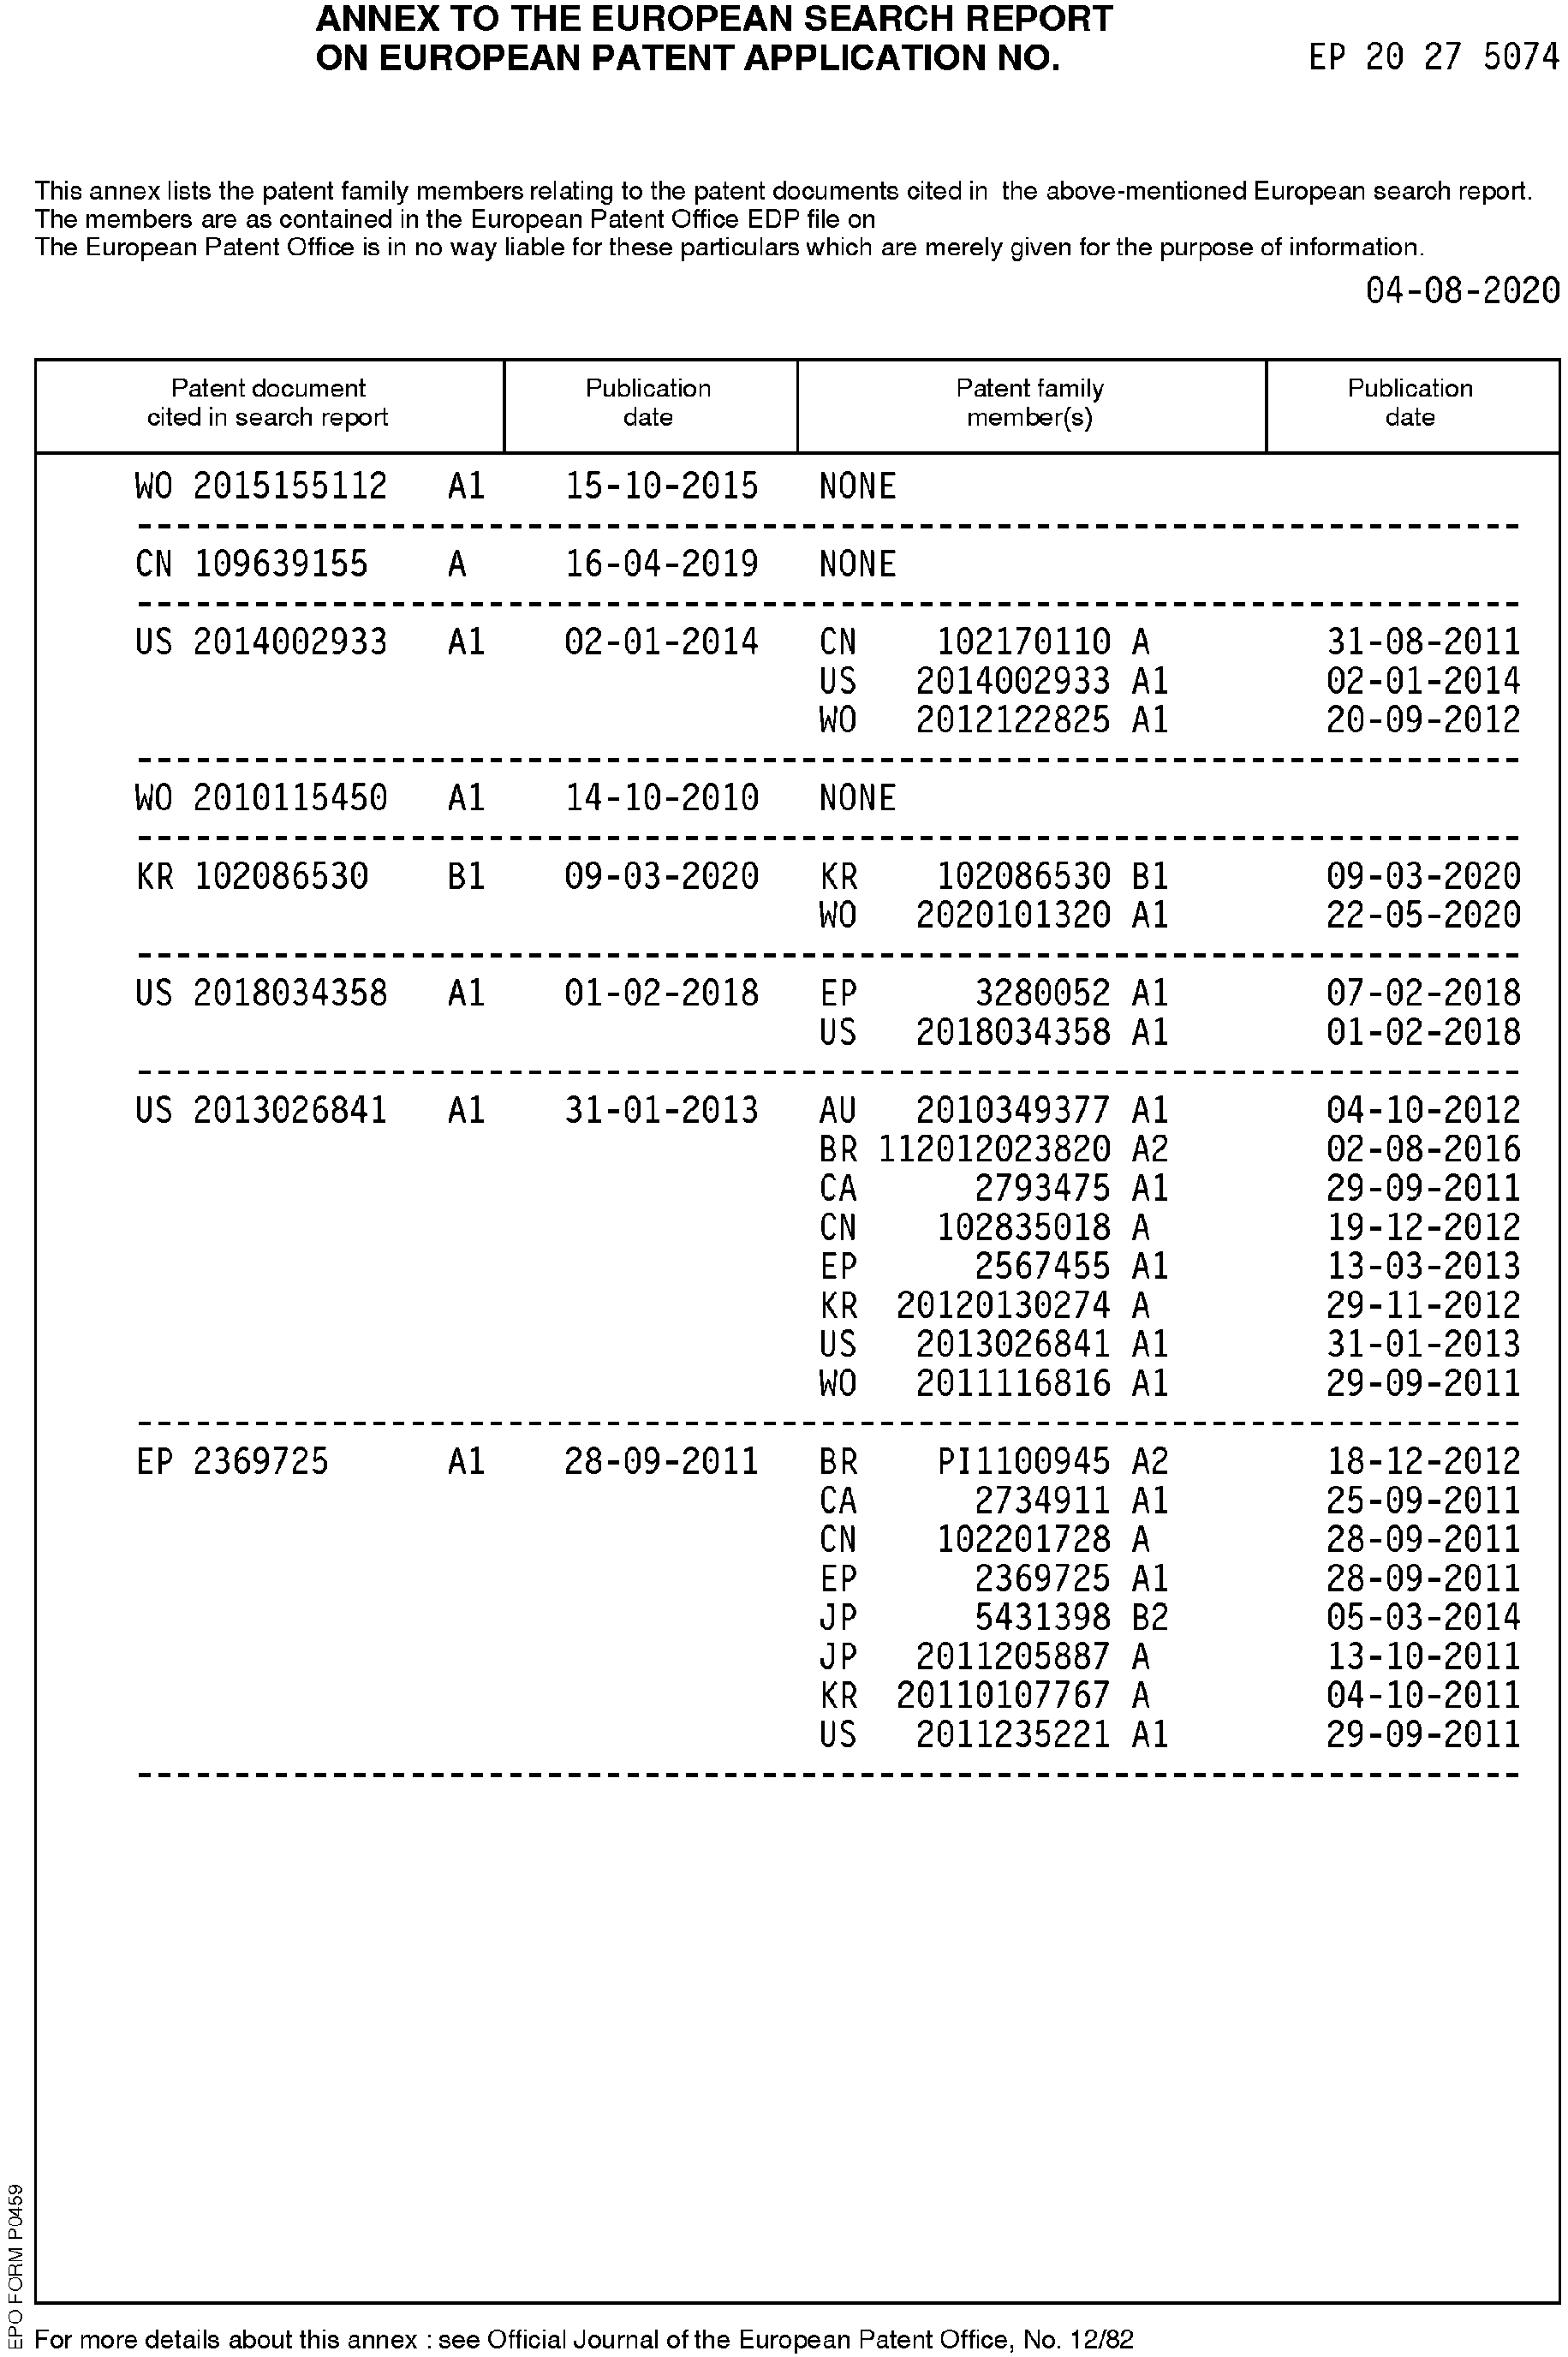 ANNEX TO THE EUROPEAN SEARCH REPORT
ON EUROPEAN PATENT APPLICATION NO. EP 20 27 5074
This annex lists the patent family members relating to the patent documents cited in the above-mentioned European search report.
The members are as contained in the European Patent Office EDP file on
The European Patent Office is in no way liable for these particulars which are merely given for the purpose of information.
04-08-2020
Patent document cited in search report Publication date Patent family member(s) Publication date
WO 2015155112 A1 15-10-2015 NONE
CN 109639155 A 16-04-2019 NONE
US 2014002933 A1 02-01-2014 CN 102170110 A 31-08-2011
US 2014002933 A1 02-01-2014
WO 2012122825 A1 20-09-2012
WO 2010115450 A1 14-10-2010 NONE
KR 102086530 B1 09-03-2020 KR 102086530 B1 09-03-2020
WO 2020101320 A1 22-05-2020
US 2018034358 A1 01-02-2018 EP 3280052 A1 07-02-2018
US 2018034358 A1 01-02-2018
US 2013026841 A1 31-01-2013 AU 2010349377 A1 04-10-2012
BR 112012023820 A2 02-08-2016
CA 2793475 A1 29-09-2011
CN 102835018 A 19-12-2012
EP 2567455 A1 13-03-2013
KR 20120130274 A 29-11-2012
US 2013026841 A1 31-01-2013
WO 2011116816 A1 29-09-2011
EP 2369725 A1 28-09-2011 BR PI1100945 A2 18-12-2012
CA 2734911 A1 25-09-2011
CN 102201728 A 28-09-2011
EP 2369725 A1 28-09-2011
JP 5431398 B2 05-03-2014
JP 2011205887 A 13-10-2011
KR 20110107767 A 04-10-2011
US 2011235221 A1 29-09-2011
EPO FORM P0459
For more details about this annex : see Official Journal of the European Patent Office, No. 12/82